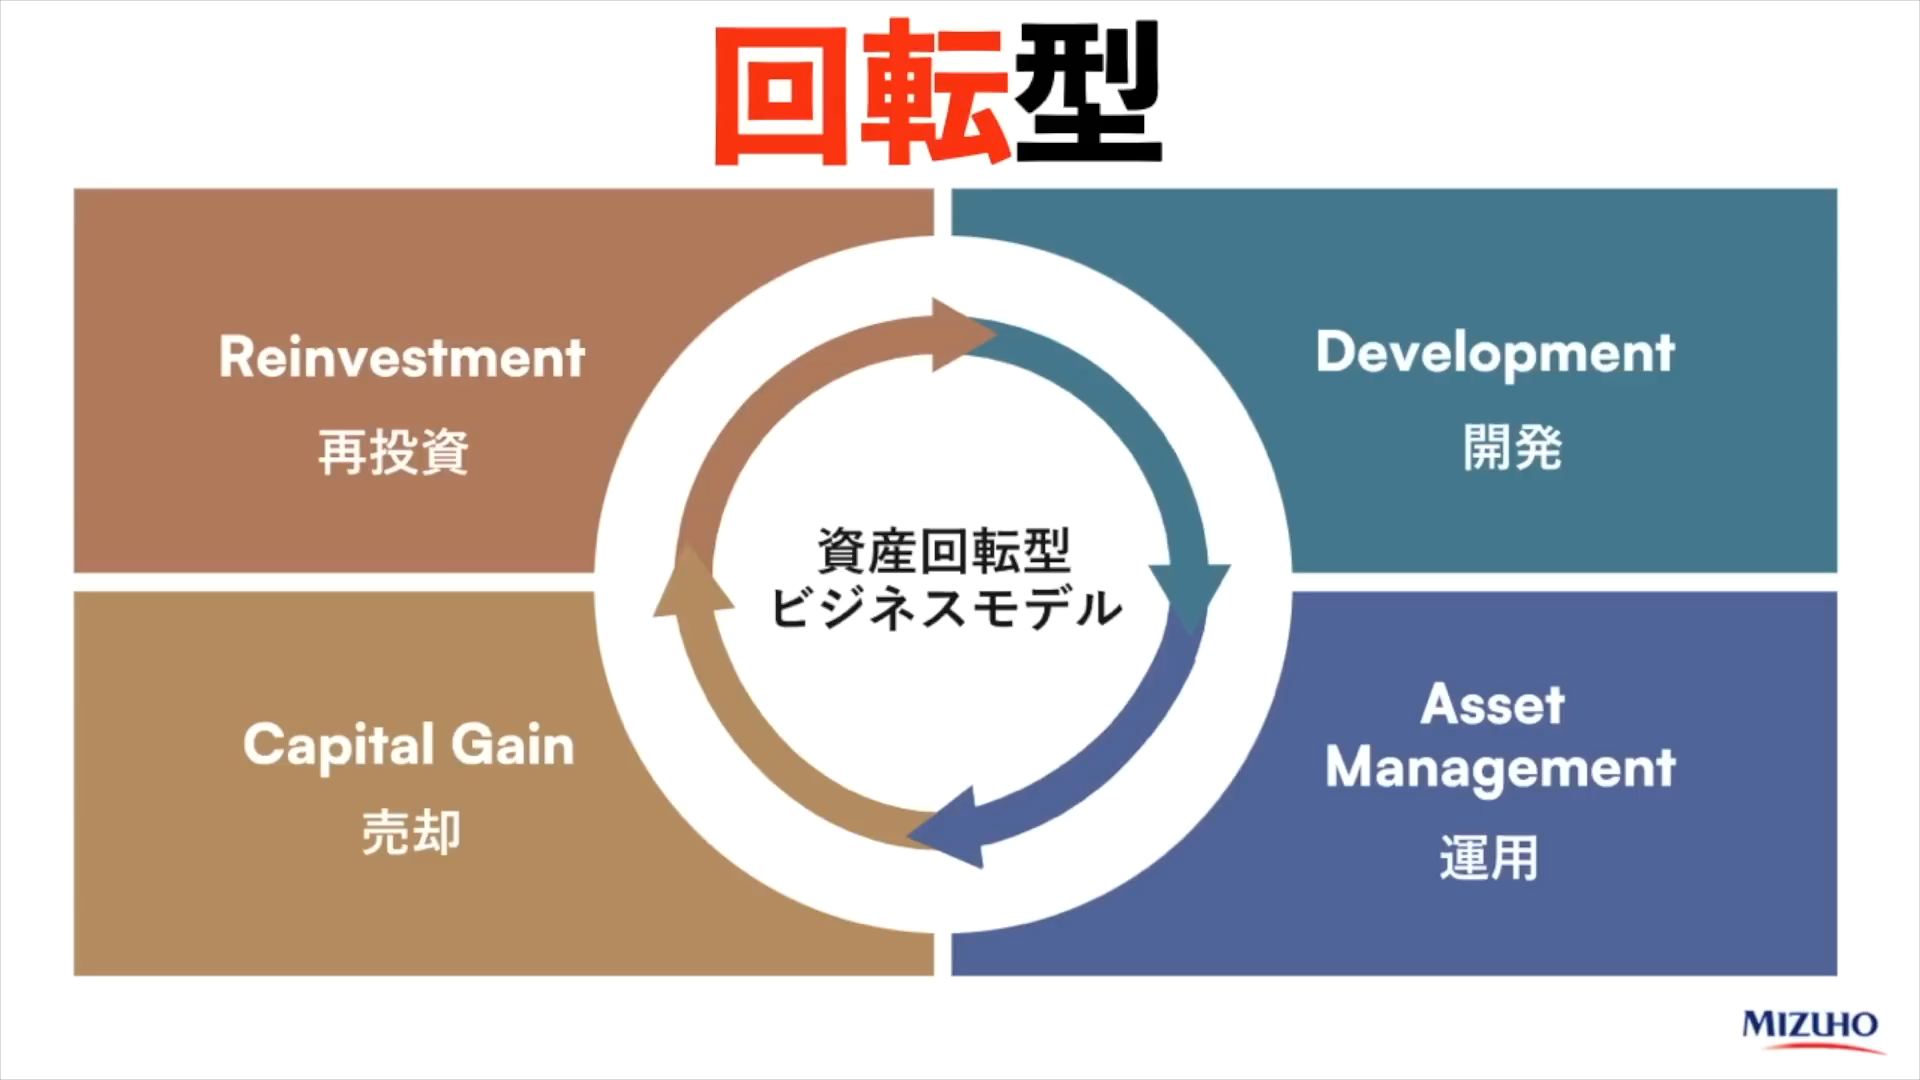 回転型
Reinvestment
再投資
Development
開発
資産回転型
ビジネスモデル
Capital Gain
売却
Asset
Management
運用
MIZUHO